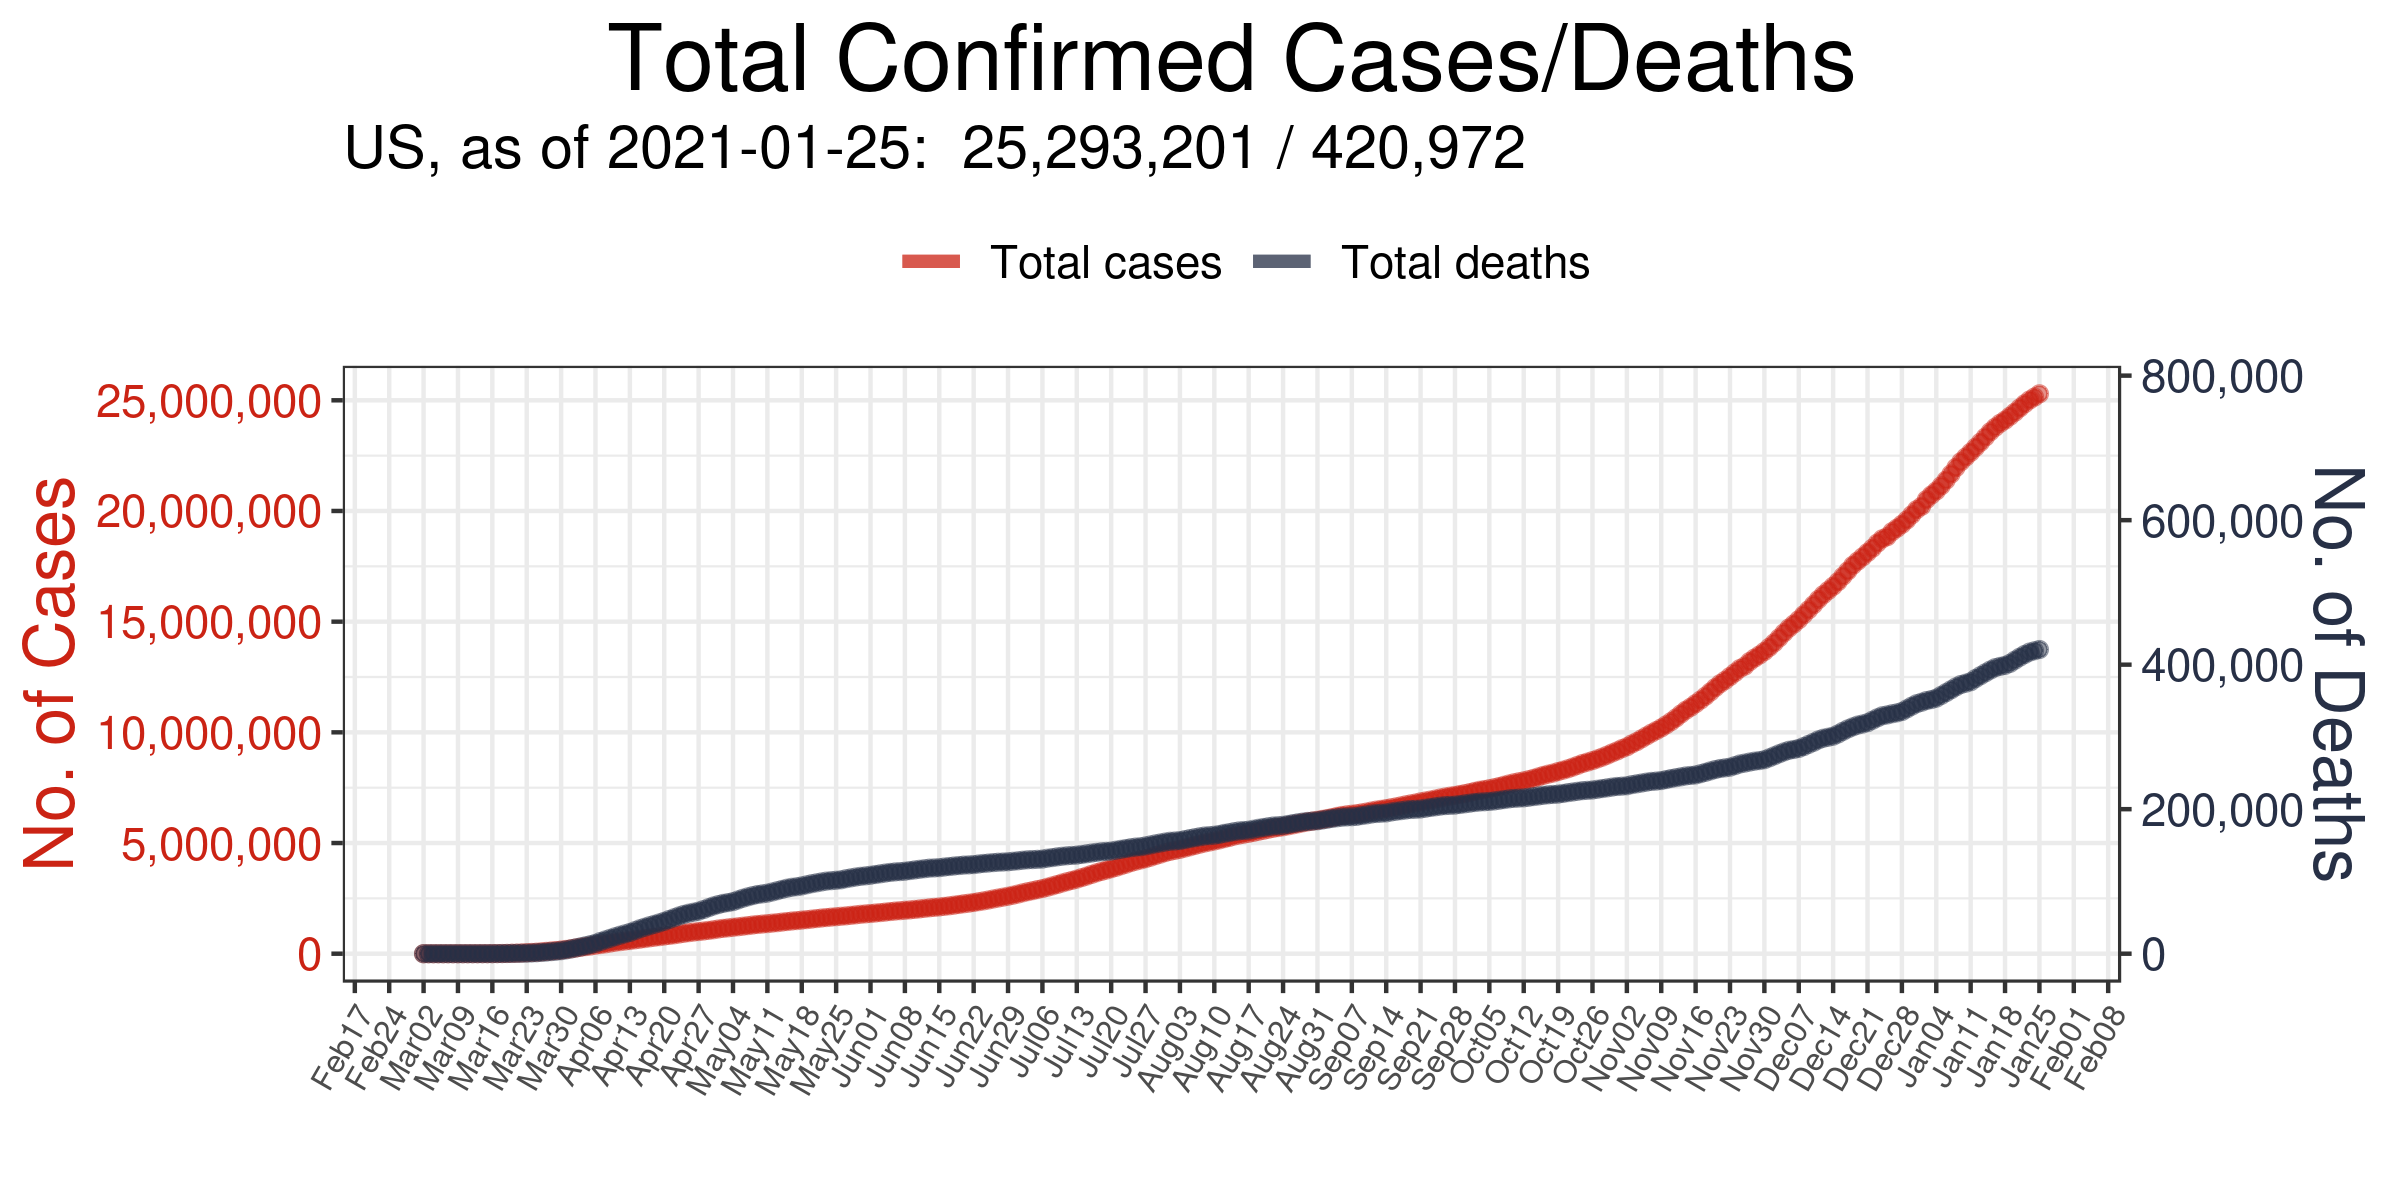 Total Confirmed Cases/Deaths
US, as of 2021-01-25:  25,293,201 / 420,972
Total cases
Total deaths
No. of Cases
25,000,000
20,000,000
15,000,000
10,000,000
5,000,000
0
800,000
600,000
400,000
200,000
0
No. of Deaths
Feb17
Feb24
Mar02
Mar09
Mar16
Mar23
Mar30
Apr06
Apr13
Apr20
Apr27
May04
May11
May18
May25
Jun01
Jun08
Jun15
Jun22
Jun29
Jul06
Jul13
Jul20
Jul27
Aug03
Aug10
Aug17
Aug24
Aug31
Sep07
Sep14
Sep21
Sep28
Oct05
Oct12
Oct19
Oct26
Nov02
Nov09
Nov16
Nov23
Nov30
Dec07
Dec14
Dec21
Dec28
Jan04
Jan11
Jan18
Jan25
Feb01
Feb08